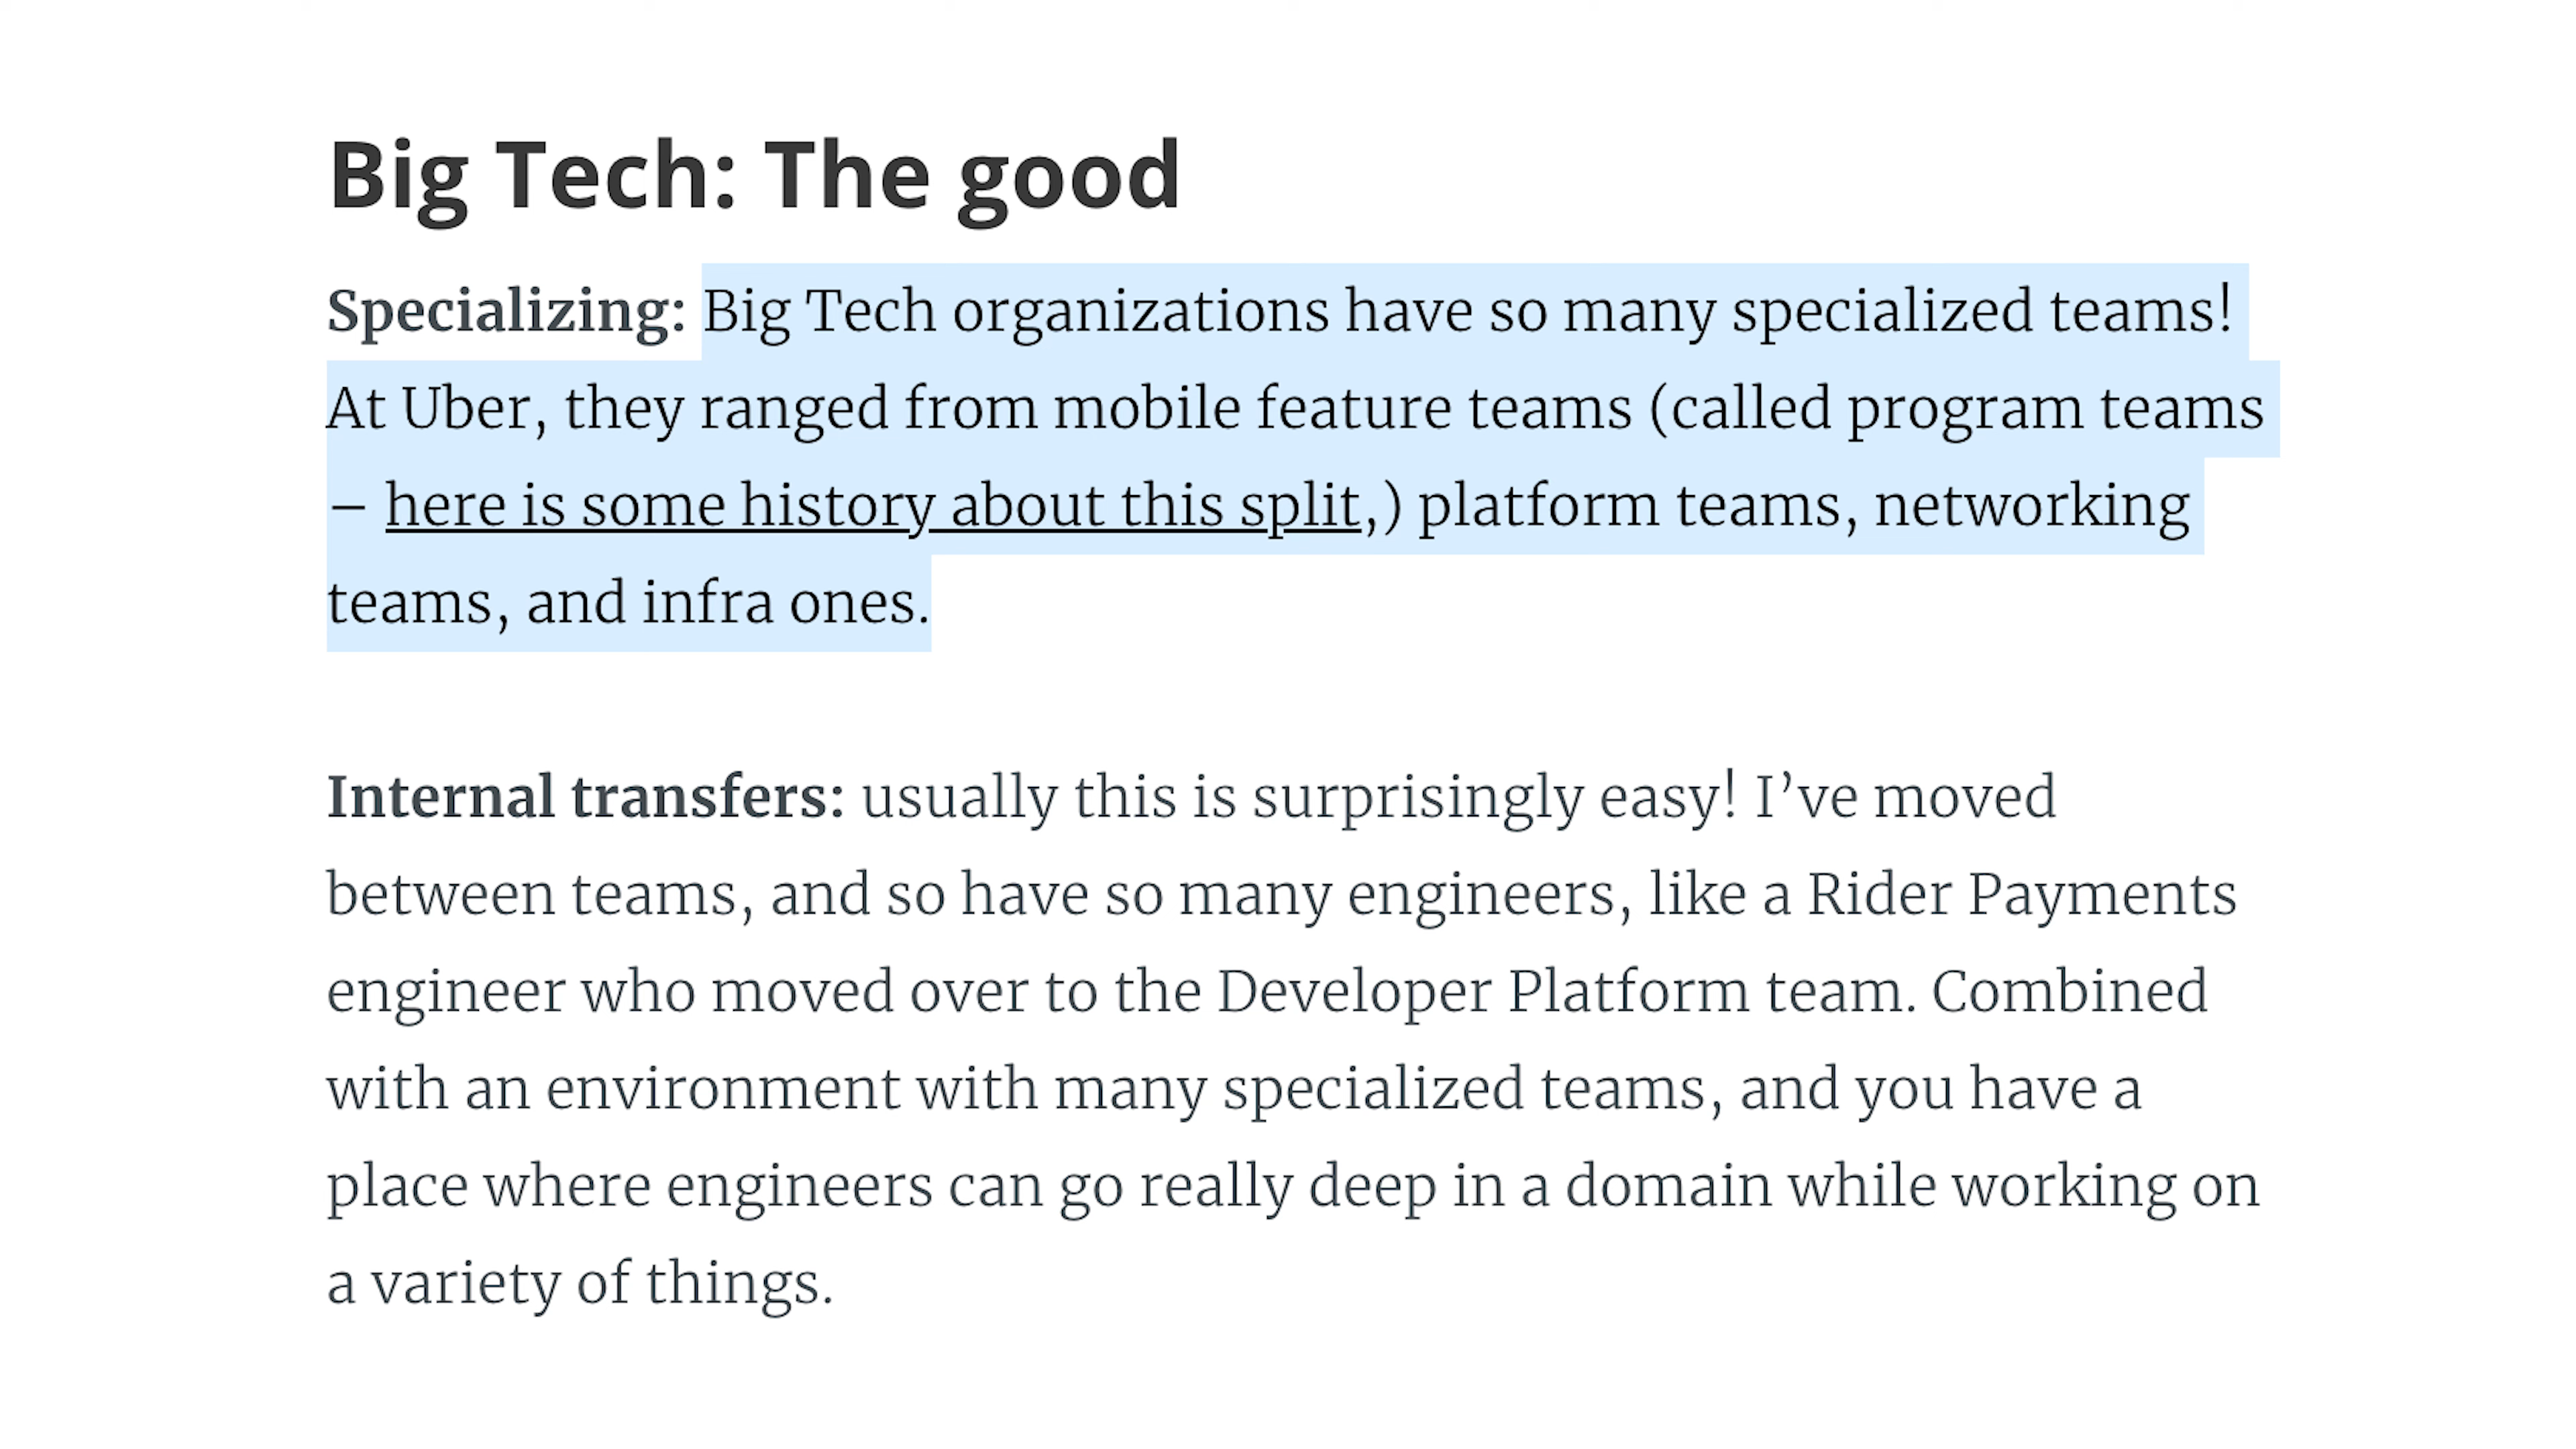 Big Tech: The good
Specializing: Big Tech organizations have so many specialized teams!
At Uber, they ranged from mobile feature teams (called program teams
– here is some history about this split,) platform teams, networking
teams, and infra ones.
Internal transfers: usually this is surprisingly easy! I’ve moved
between teams, and so have so many engineers, like a Rider Payments
engineer who moved over to the Developer Platform team. Combined
with an environment with many specialized teams, and you have a
place where engineers can go really deep in a domain while working on
a variety of things.